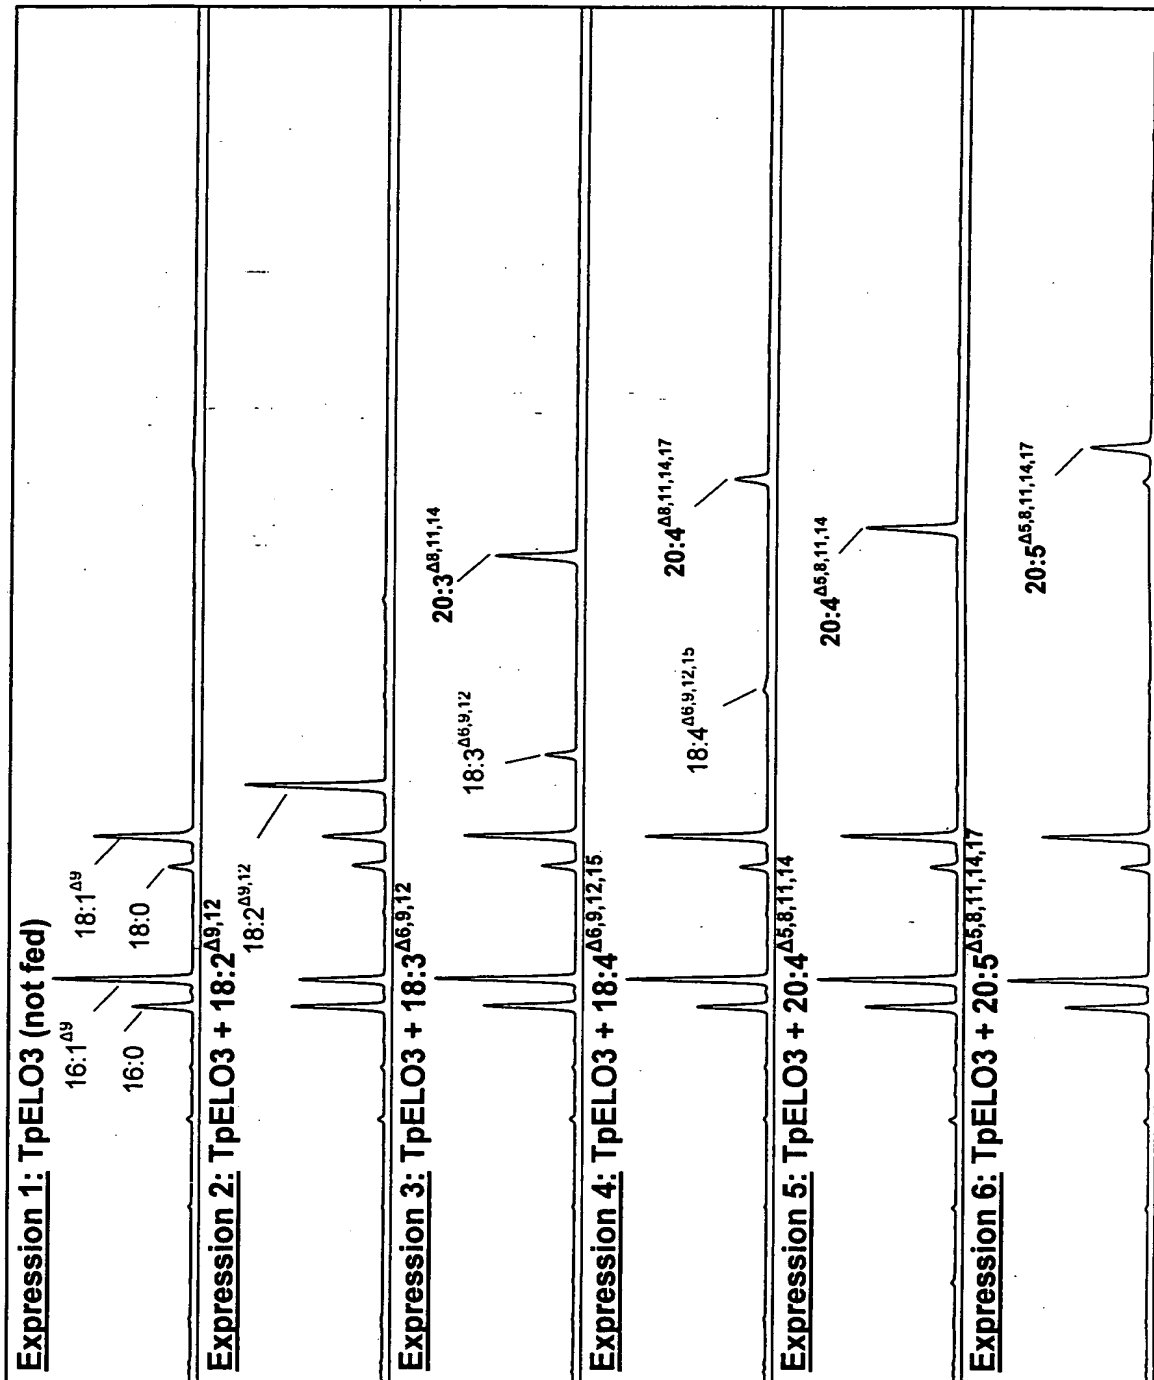 Expression 1: TpELO3 (not fed)
16:1Δ9
16:0
18:1Δ9
18:0
Expression 2: TpELO3 + 18:2Δ9,12
18:2Δ9,12
Expression 3: TpELO3 + 18:3Δ6,9,12
18:3Δ6,9,12
20:3Δ8,11,14
Expression 4: TpELO3 + 18:4Δ6,9,12,15
18:4Δ6,9,12,15
20:4Δ8,11,14,17
Expression 5: TpELO3 + 20:4Δ5,8,11,14
20:4Δ5,8,11,14
Expression 6: TpELO3 + 20:5Δ5,8,11,14,17
20:5Δ5,8,11,14,17